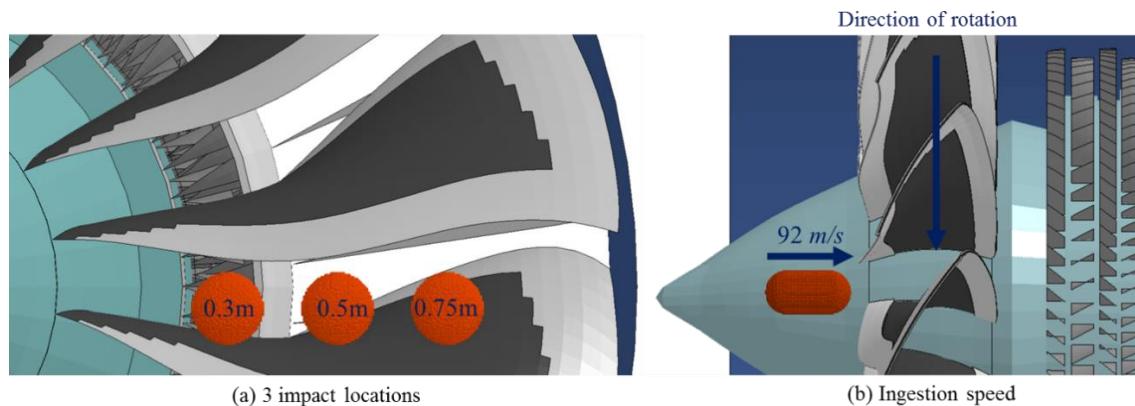 Direction of rotation
0.3m
0.5m
0.75m
92 m/s
(a) 3 impact locations
(b) Ingestion speed